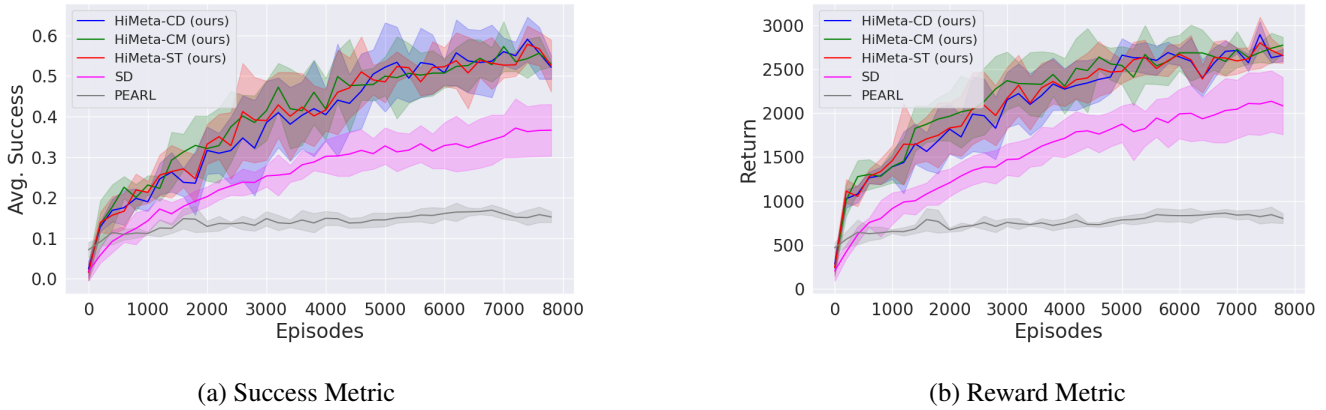 HiMeta-CD (ours)
HiMeta-CM (ours)
HiMeta-ST (ours)
SD
PEARL
0.6
0.5
0.4
0.3
0.2
0.1
0.0
Avg. Success
0 1000 2000 3000 4000 5000 6000 7000 8000
Episodes
(a) Success Metric
HiMeta-CD (ours)
HiMeta-CM (ours)
HiMeta-ST (ours)
SD
PEARL
3000
2500
2000
1500
1000
500
0
Return
0 1000 2000 3000 4000 5000 6000 7000 8000
Episodes
(b) Reward Metric